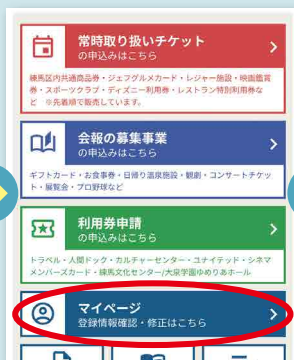 常時取り扱いチケット
の申込みはこちら
練馬区内共通商品券・ジェフグルメカード・レジャー施設・映画鑑賞
券・スポーツクラブ・ディズニー利用券・レストラン特別利用券な
ど ※先着順で販売しています。
会報の募集事業
の申込みはこちら
ギフトカード・お食事券・日帰り温泉施設・観劇・コンサートチケッ
ト・展覧会・プロ野球など
利用券申請
の申込みはこちら
トラベル・人間ドック・カルチャーセンター・ユナイテッド・シネマ
メンバーズカード・練馬文化センター/大泉学園ゆめりあホール
マイページ
登録情報確認・修正はこちら